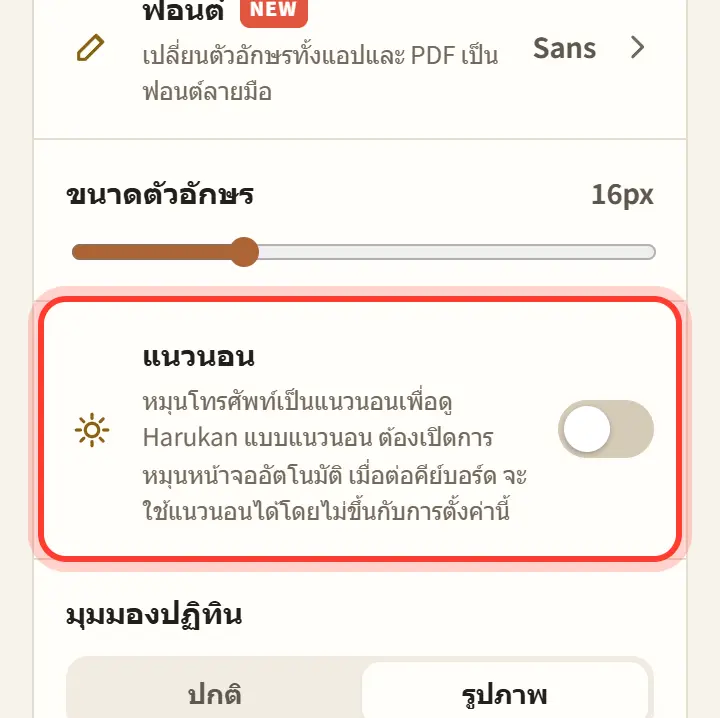 ฟอนต์ NEW
เปลี่ยนตัวอักษรทั้งแอปและ PDF เป็น
ฟอนต์ลายมือ
Sans
ขนาดตัวอักษร 16px
แนวนอน
หมุนโทรศัพท์เป็นแนวนอนเพื่อดู
Harukan แบบแนวนอน ต้องเปิดการ
หมุนหน้าจออัตโนมัติ เมื่อต่อคีย์บอร์ด จะ
ใช้แนวนอนได้โดยไม่ขึ้นกับการตั้งค่านี้
มุมมองปฏิทิน
ปกติ รูปภาพ